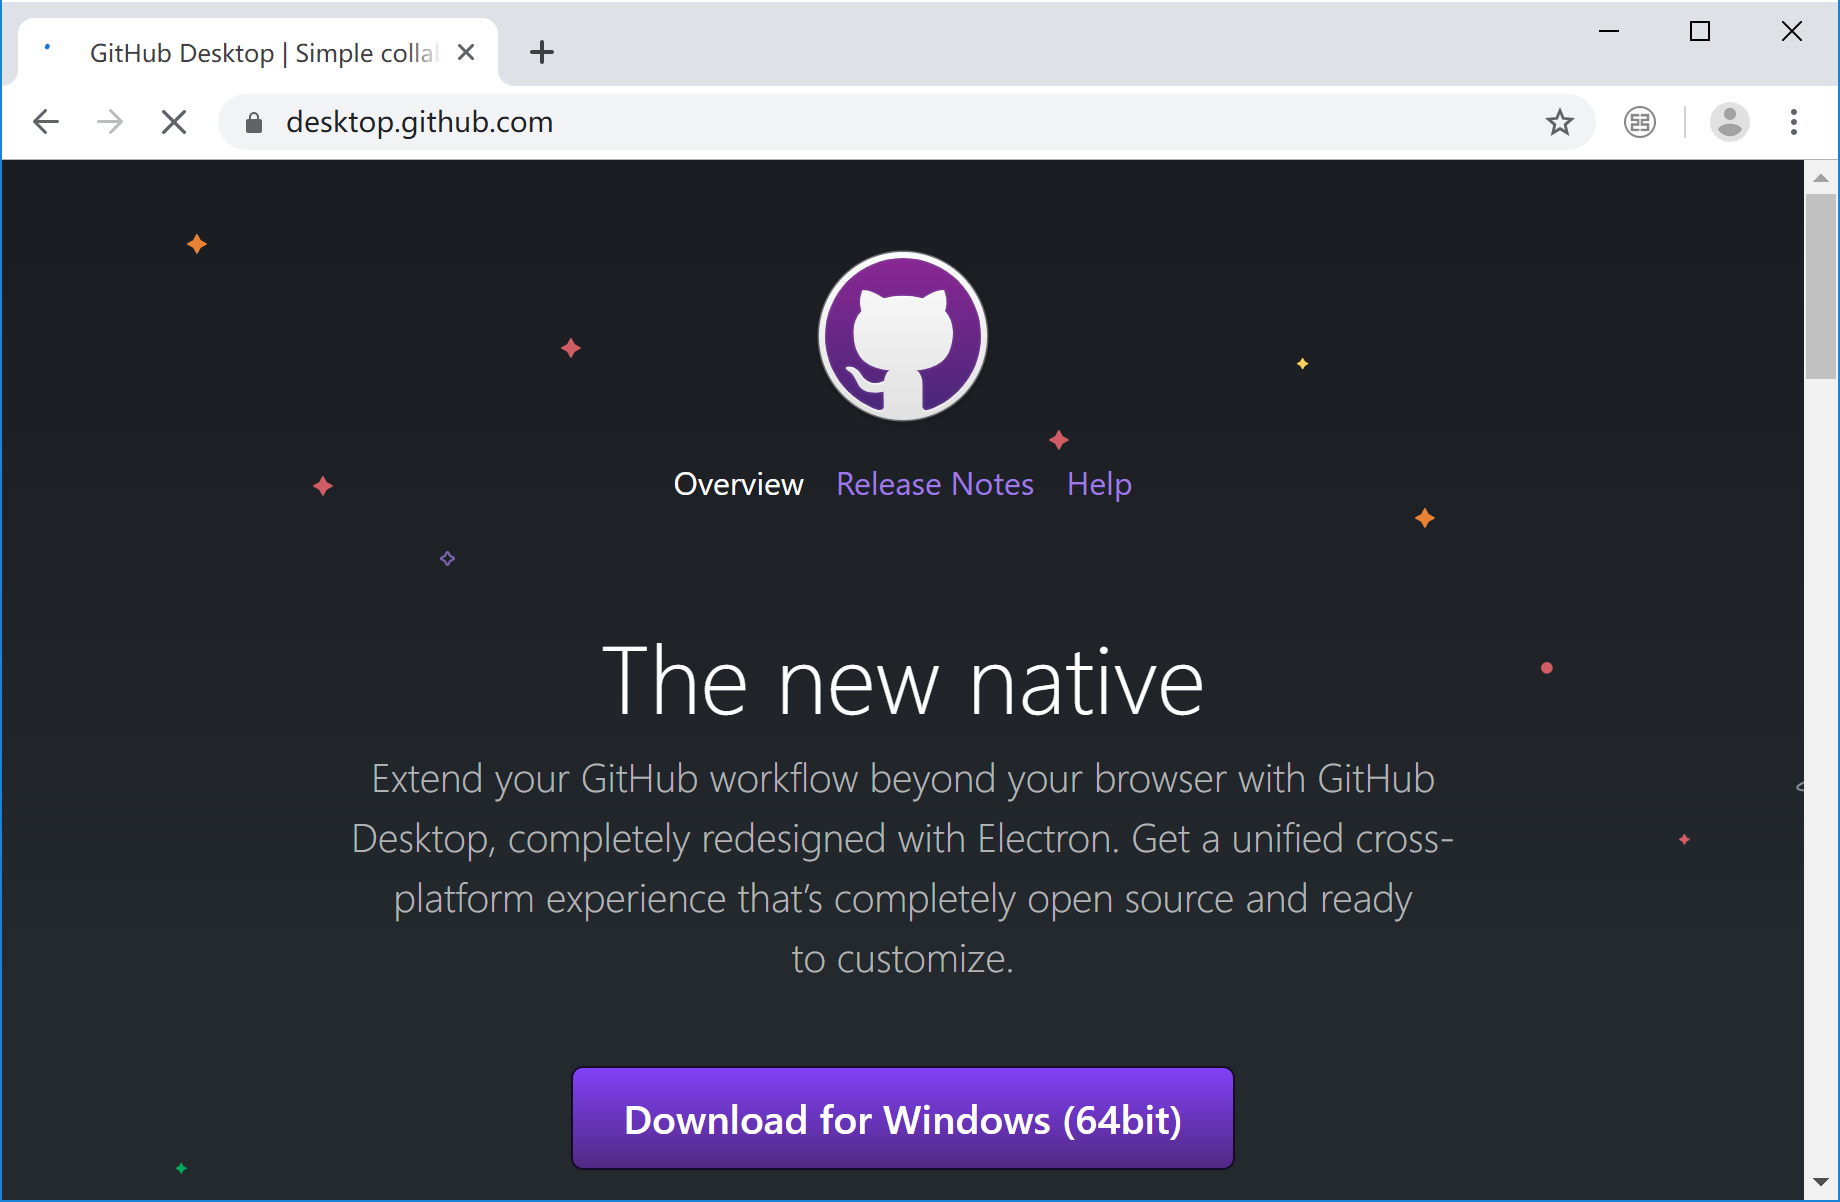 GitHub Desktop | Simple colla
desktop.github.com
Overview Release Notes Help
The new native
Extend your GitHub workflow beyond your browser with GitHub
Desktop, completely redesigned with Electron. Get a unified cross-
platform experience that’s completely open source and ready
to customize.
Download for Windows (64bit)